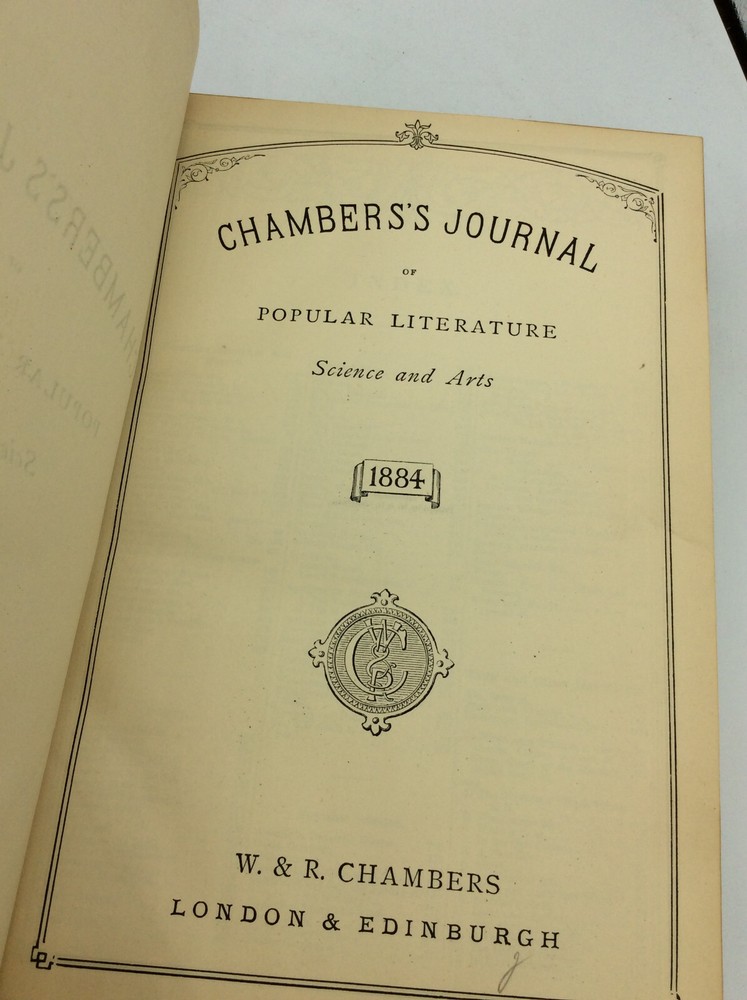 CHAMBERS'S JOURNAL
OF
POPULAR LITERATURE
Science and Arts
1884
W & R C
W. & R. CHAMBERS
LONDON & EDINBURGH